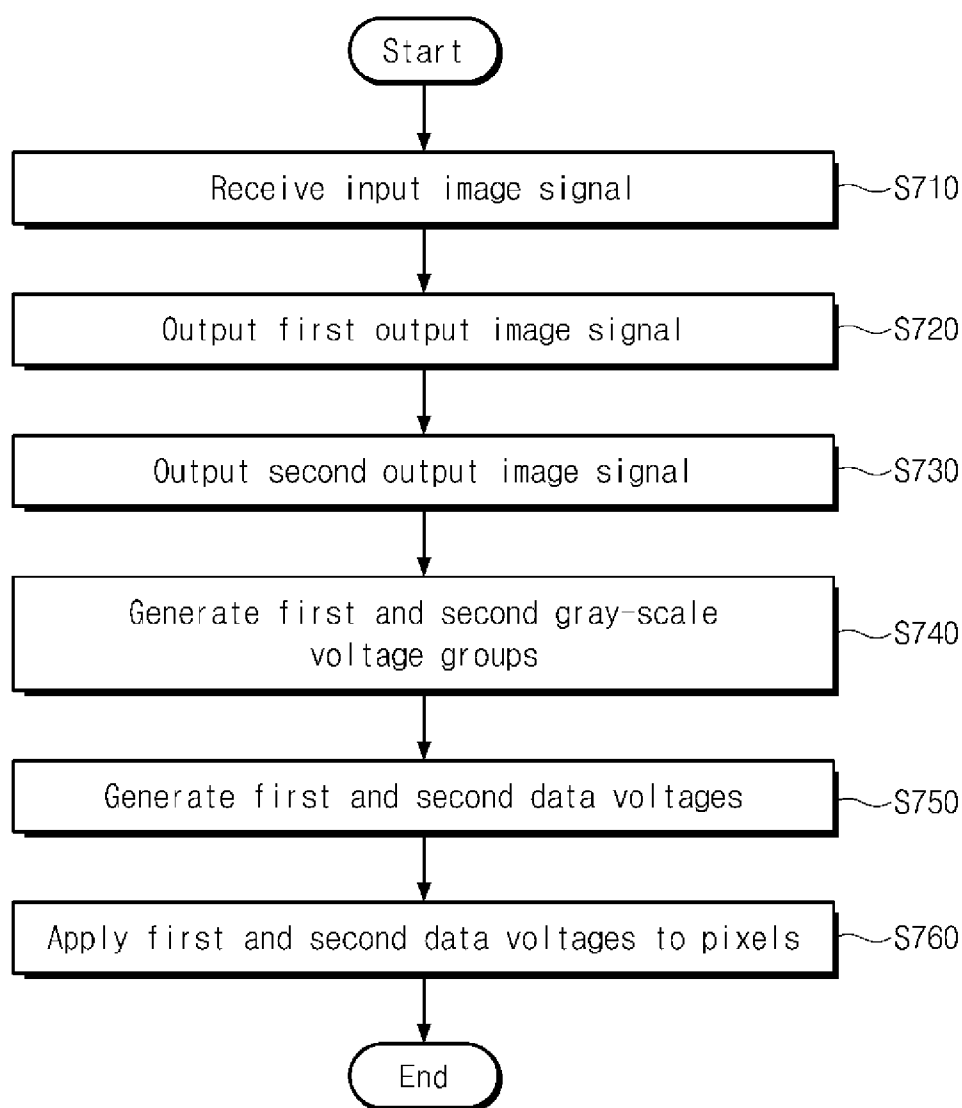 Start
Receive input image signal
S710
Output first output image signal
S720
Output second output image signal
S730
Generate first and second gray-scale
voltage groups
S740
Generate first and second data voltages
S750
Apply first and second data voltages to pixels
S760
End